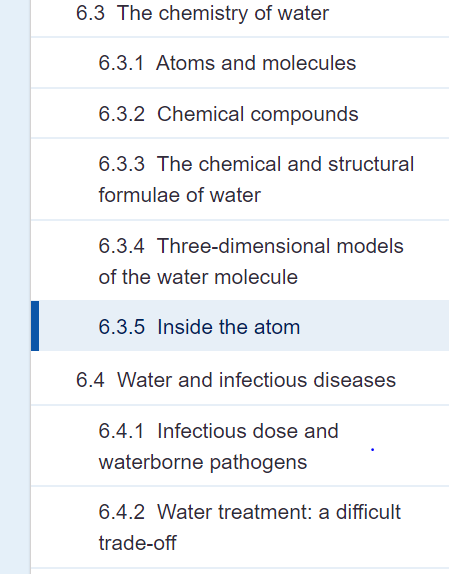 6.3 The chemistry of water
6.3.1 Atoms and molecules
6.3.2 Chemical compounds
6.3.3 The chemical and structural
formulae of water
6.3.4 Three-dimensional models
of the water molecule
6.3.5 Inside the atom
6.4 Water and infectious diseases
6.4.1 Infectious dose and
waterborne pathogens
6.4.2 Water treatment: a difficult
trade-off